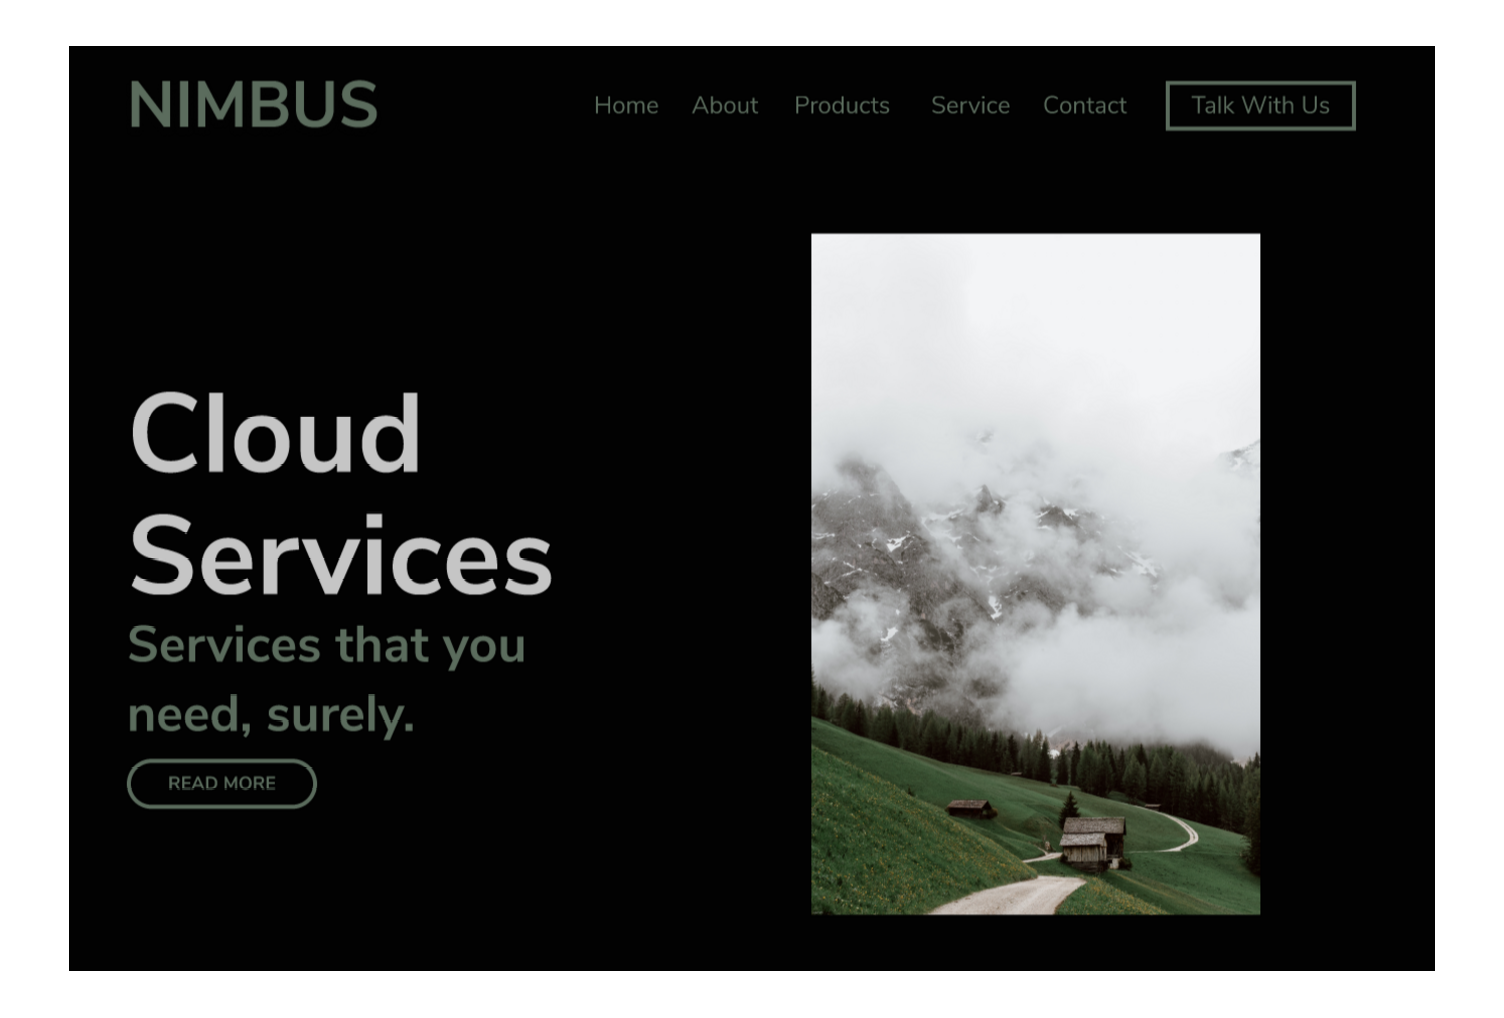 NIMBUS
Home About Products Service Contact Talk With Us
Cloud
Services
Services that you
need, surely.
READ MORE